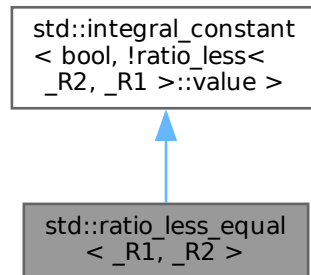 std::integral_constant
< bool, !ratio_less<
_R2, _R1 >::value >
std::ratio_less_equal
< _R1, _R2 >